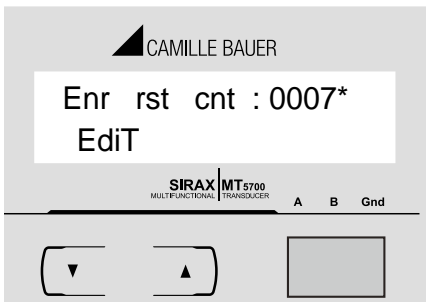 CAMILLE BAUER
Enr rst cnt : 0007*
EdiT
SIRAX MT5700
MULTIFUNCTIONAL TRANSDUCER
A B Gnd